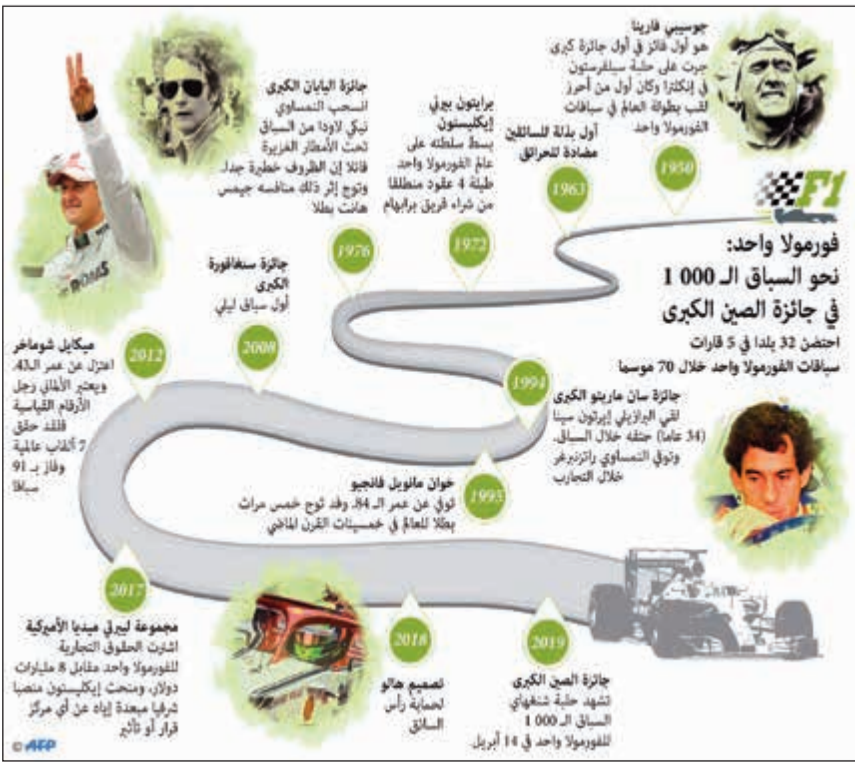 F1
فورمولا واحد:
نحو السباق الـ 000 1
في جائزة الصين الكبرى
احتضن 32 بلدا في 5 قارات
سباقات الفورمولا واحد خلال 70 موسما
1950
جوسيبي فارينا
هو أول فائز في أول جائزة كبرى
جرت على حلبة سيلفرستون
في إنكلترا وكان أول من أحرز
لقب بطولة العالم في سباقات
الفورمولا واحد
1963
أول بذلة للسائقين
مضادة للحرائق
1972
برايتون بيرني
إيكليستون
بسط سلطته على
عالم الفورمولا واحد
طيلة 4 عقود منطلقا
من شراء فريق برابهام
1976
جائزة اليابان الكبرى
انسحب النمساوي
نيكي لاودا من السباق
تحت الأمطار الغزيرة
قائلا إن الظروف خطيرة جدا.
وتوج إثر ذلك منافسه جيمس
هانت بطلا
1994
جائزة سان مارينو الكبرى
لقي البرازيلي إيرتون سينا
(34 عاما) حتفه خلال السباق.
وتوفي النمساوي راتزنبرغر
خلال التجارب
1995
خوان مانويل فانجيو
توفي عن عمر الـ 84. وقد توج خمس مرات
بطلا للعالم في خمسينات القرن الماضي
2008
جائزة سنغافورة
الكبرى
أول سباق ليلي
2012
ميكايل شوماخر
اعتزل عن عمر الـ43.
ويعتبر الألماني رجل
الأرقام القياسية
فلقد حقق
7 ألقاب عالمية
وفاز بـ 91
سباقا
2017
مجموعة ليبرتي ميديا الأميركية
اشترت الحقوق التجارية
للفورمولا واحد مقابل 8 مليارات
دولار، ومنحت إيكليستون منصبا
شرفيا مبعدة إياه عن أي مركز
قرار أو تأثير
2018
تصميم هالو
لحماية رأس
السائق
2019
جائزة الصين الكبرى
تشهد حلبة شنغهاي
السباق الـ 000 1
للفورمولا واحد في 14 أبريل
© AFP